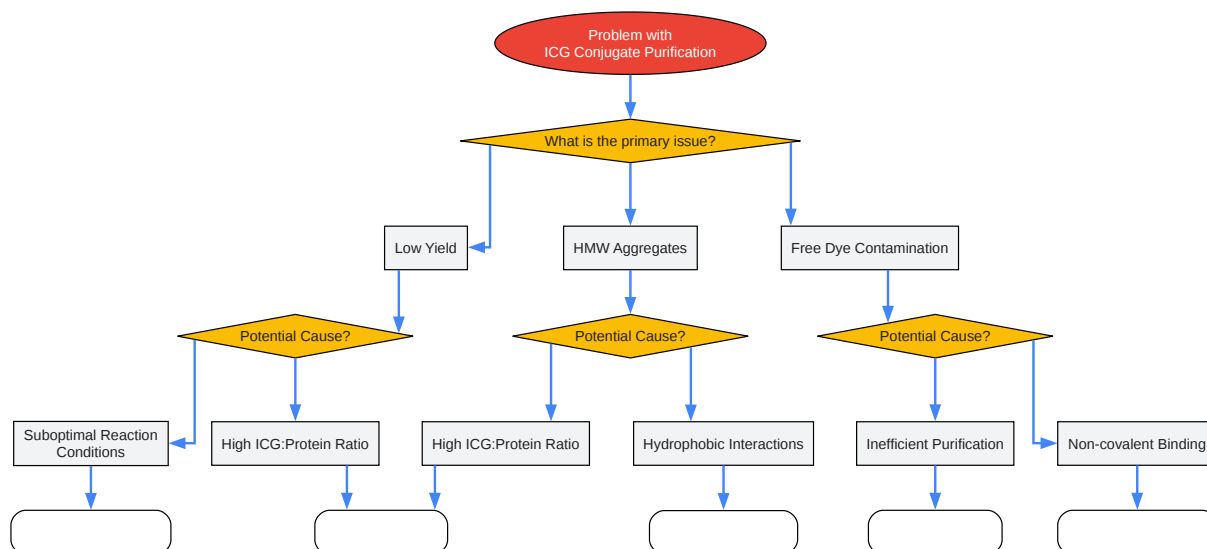 Problem with
ICG Conjugate Purification
What is the primary issue?
Low Yield
HMW Aggregates
Free Dye Contamination
Potential Cause?
Potential Cause?
Potential Cause?
Suboptimal Reaction
Conditions
High ICG:Protein Ratio
High ICG:Protein Ratio
Hydrophobic Interactions
Inefficient Purification
Non-covalent Binding